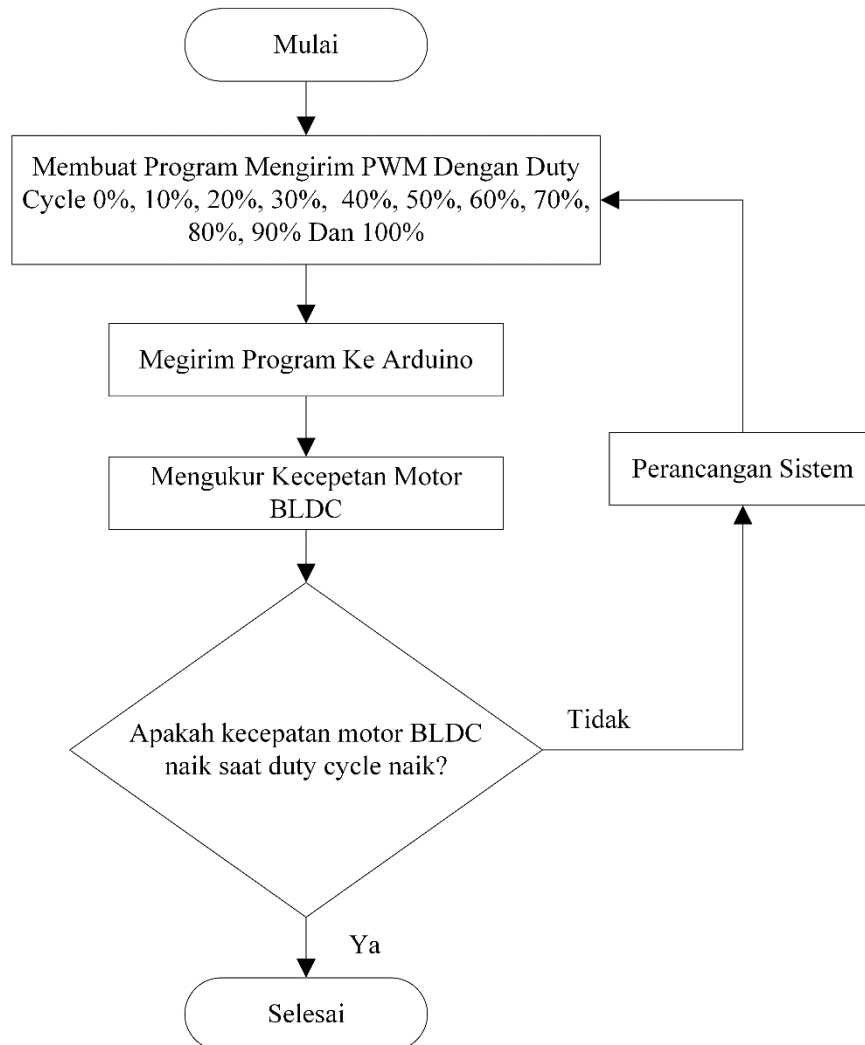 Mulai
Membuat Program Mengirim PWM Dengan Duty
Cycle 0%, 10%, 20%, 30%,  40%, 50%, 60%, 70%,
80%, 90% Dan 100%
Megirim Program Ke Arduino
Mengukur Kecepetan Motor
BLDC
Perancangan Sistem
Apakah kecepatan motor BLDC
naik saat duty cycle naik?
Tidak
Ya
Selesai